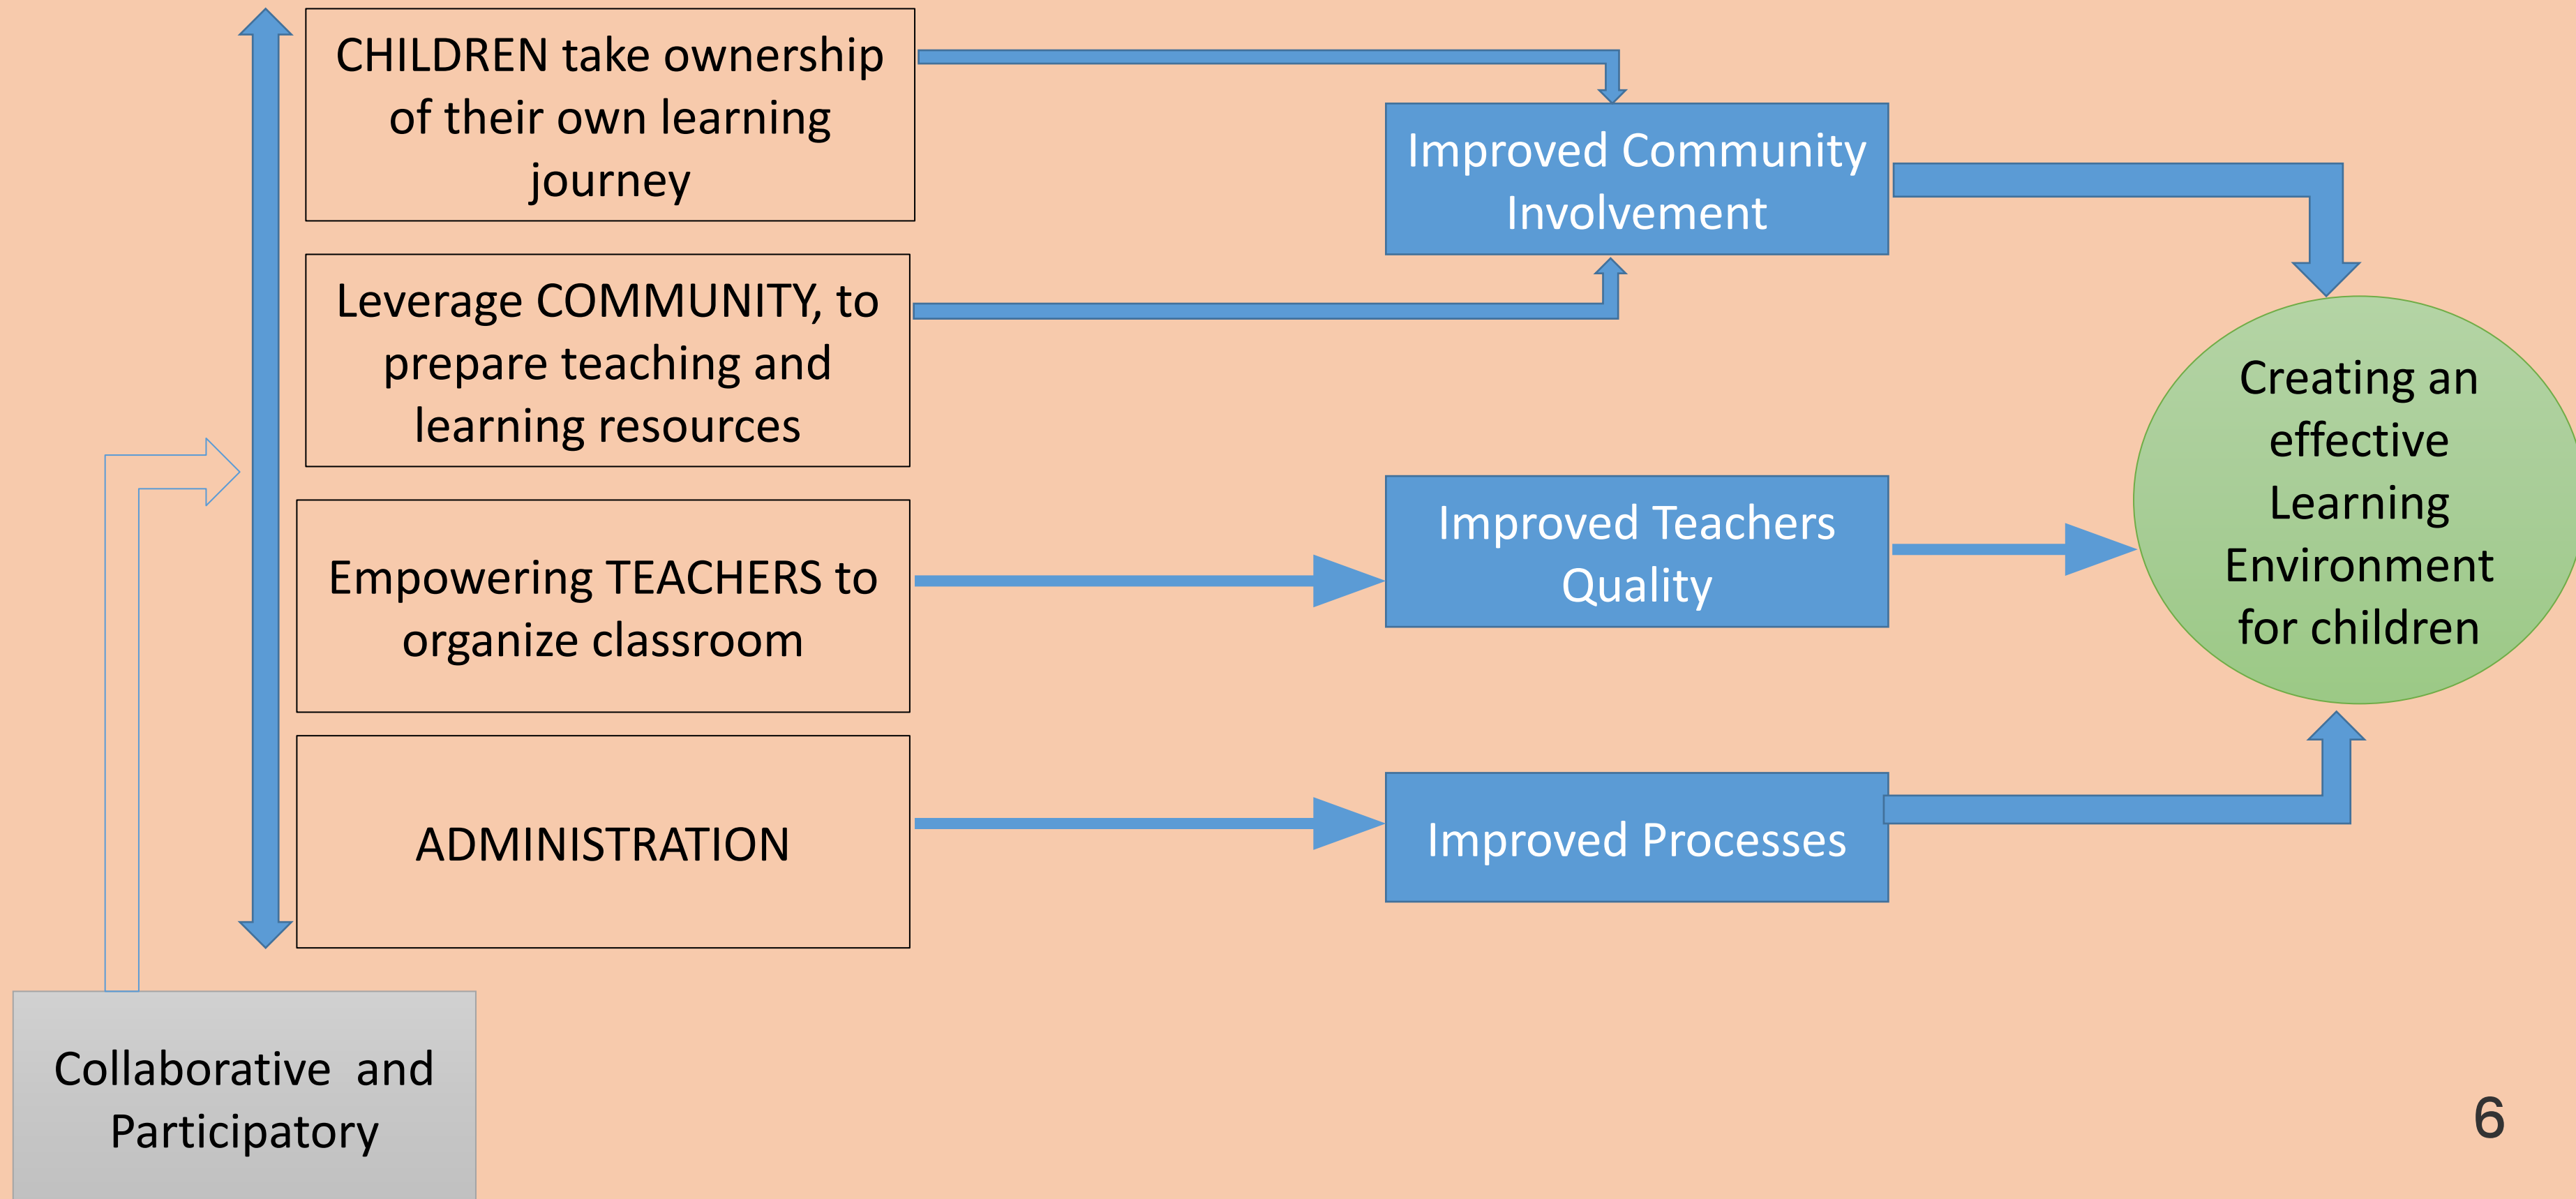 CHILDREN take ownership
of their own learning
journey
Leverage COMMUNITY, to
prepare teaching and
learning resources
Empowering TEACHERS to
organize classroom
ADMINISTRATION
Collaborative  and
Participatory
Improved Community
Involvement
Improved Teachers
Quality
Improved Processes
Creating an
effective
Learning
Environment
for children
6